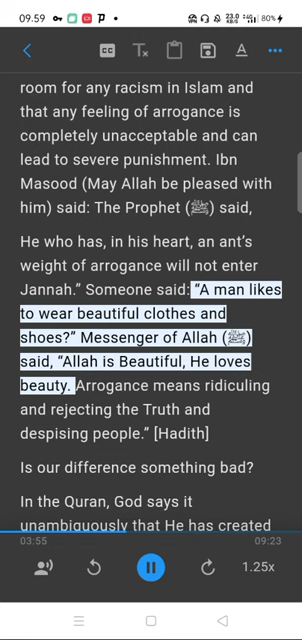 09.59
23.0
KB/S
4G
80%
CC
room for any racism in Islam and
that any feeling of arrogance is
completely unacceptable and can
lead to severe punishment. Ibn
Masood (May Allah be pleased with
him) said: The Prophet (ﷺ) said,
He who has, in his heart, an ant’s
weight of arrogance will not enter
Jannah.” Someone said: “A man likes
to wear beautiful clothes and
shoes?” Messenger of Allah (ﷺ)
said, “Allah is Beautiful, He loves
beauty. Arrogance means ridiculing
and rejecting the Truth and
despising people.” [Hadith]
Is our difference something bad?
In the Quran, God says it
unambiguously that He has created
03:55
09:23
1.25x